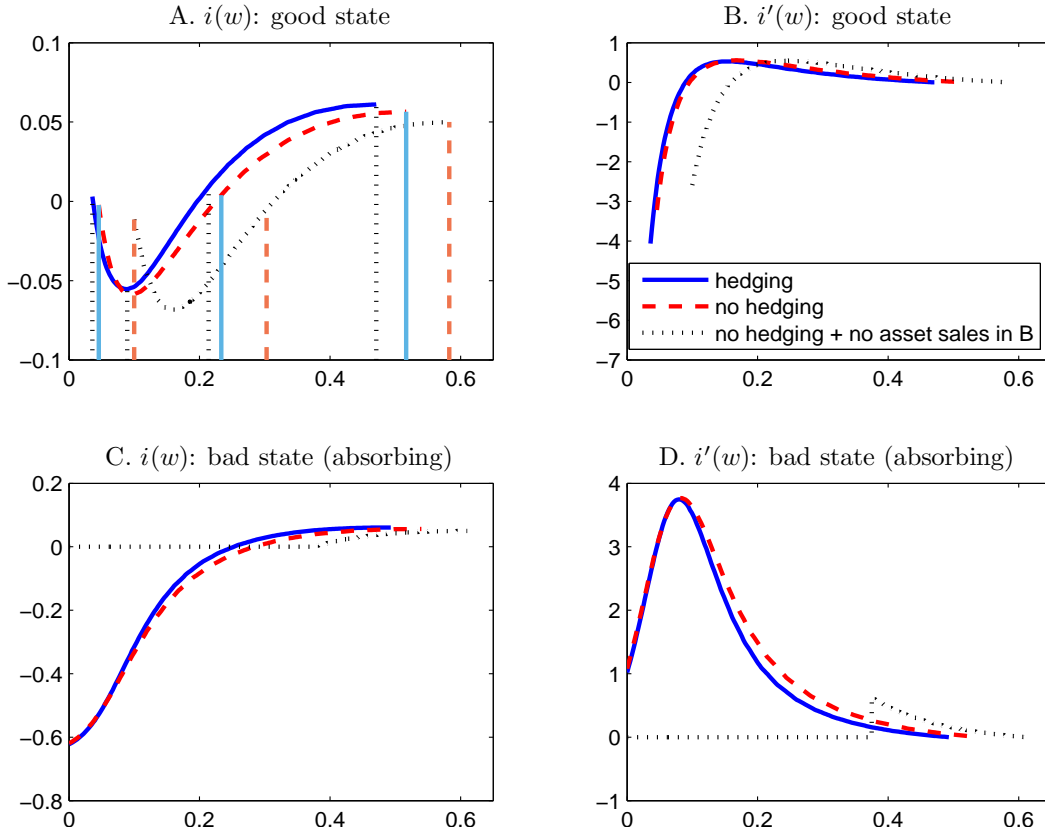 A. i(w): good state
0.1
0.05
0
−0.05
−0.1
0 0.2 0.4 0.6
B. i′(w): good state
1
0
−1
−2
−3
−4
−5
−6
−7
hedging
no hedging
no hedging + no asset sales in B
0 0.2 0.4 0.6
C. i(w): bad state (absorbing)
0.2
0
−0.2
−0.4
−0.6
−0.8
0 0.2 0.4 0.6
D. i′(w): bad state (absorbing)
4
3
2
1
0
−1
0 0.2 0.4 0.6